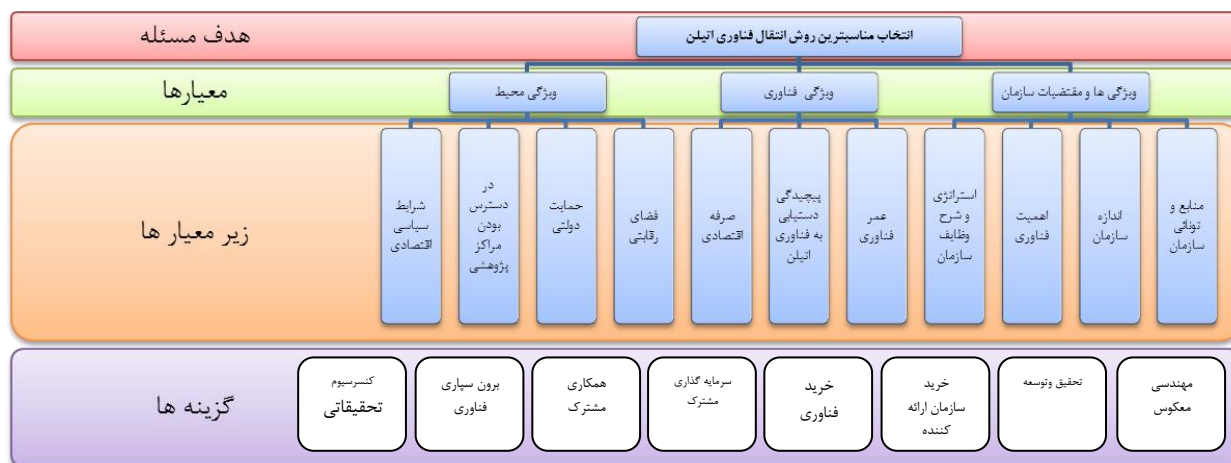 هدف مسئله
انتخاب مناسبترین روش انتقال فناوری اتیلن
معیارها
ویژگی ها و مقتضیات سازمان
ویژگی فناوری
ویژگی محیط
زیر معیار ها
منابع و
توانائی
سازمان
اندازه
سازمان
اهمیت
فناوری
استراتژی
و شرح
وظایف
سازمان
عمر
فناوری
پیچیدگی
دستیابی
به فناوری
اتیلن
صرفه
اقتصادی
فضای
رقابتی
حمایت
دولتی
در
دسترس
بودن
مراکز
پژوهشی
شرایط
سیاسی
اقتصادی
گزینه ها
مهندسی
معکوس
تحقیق وتوسعه
خرید
سازمان ارائه
کننده
خرید
فناوری
سرمایه گذاری
مشترک
همکاری
مشترک
برون سپاری
فناوری
کنسرسیوم
تحقیقاتی